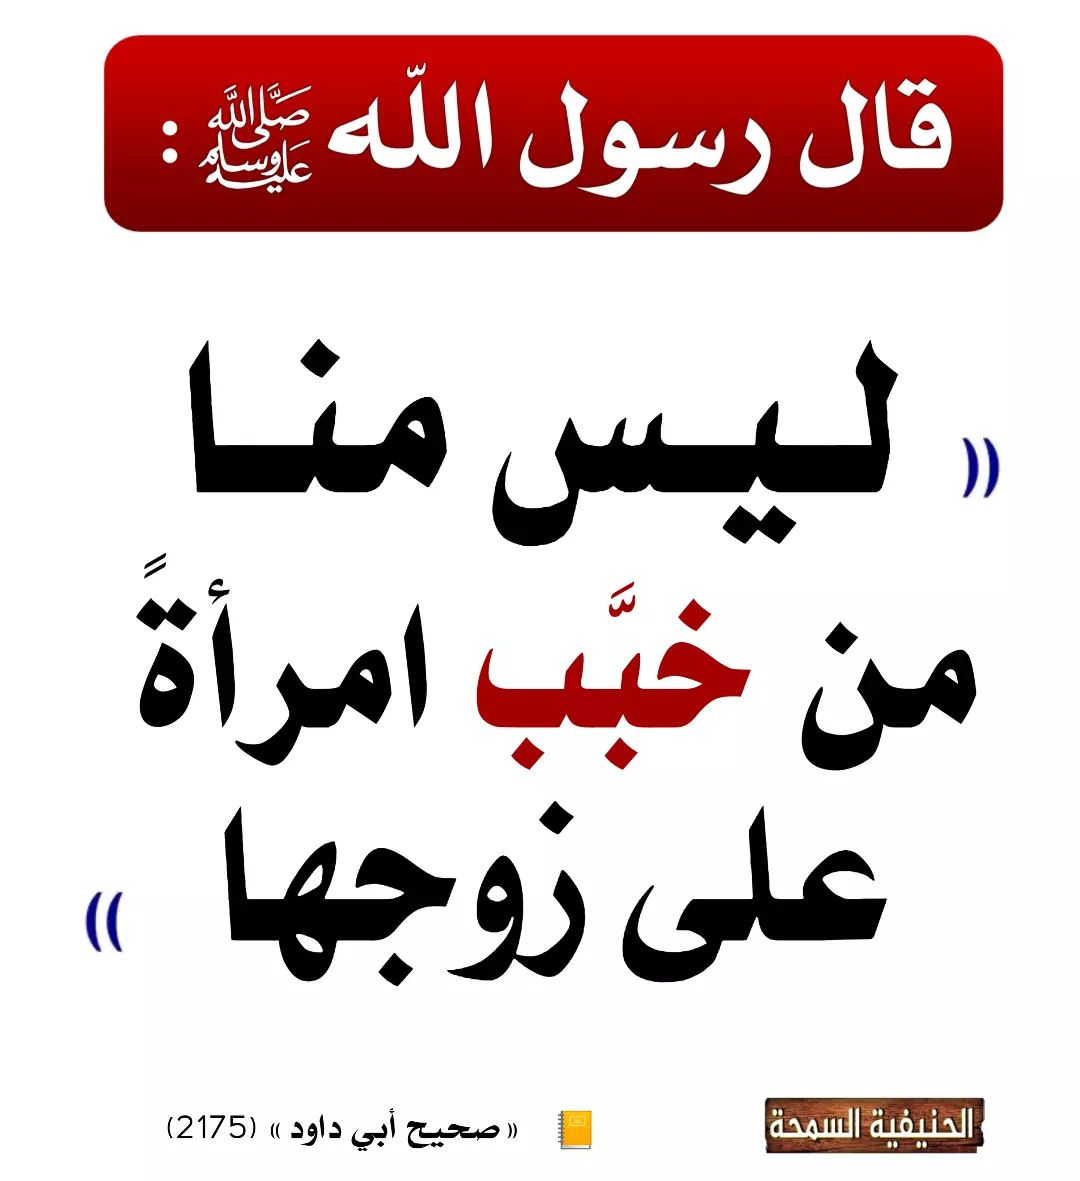 قال رسول اللّٰه ﷺ :
(( ليس منا
من خبَّب امرأةً
على زوجها ))
« صحيح أبي داود » (2175)
الحنيفية السمحة